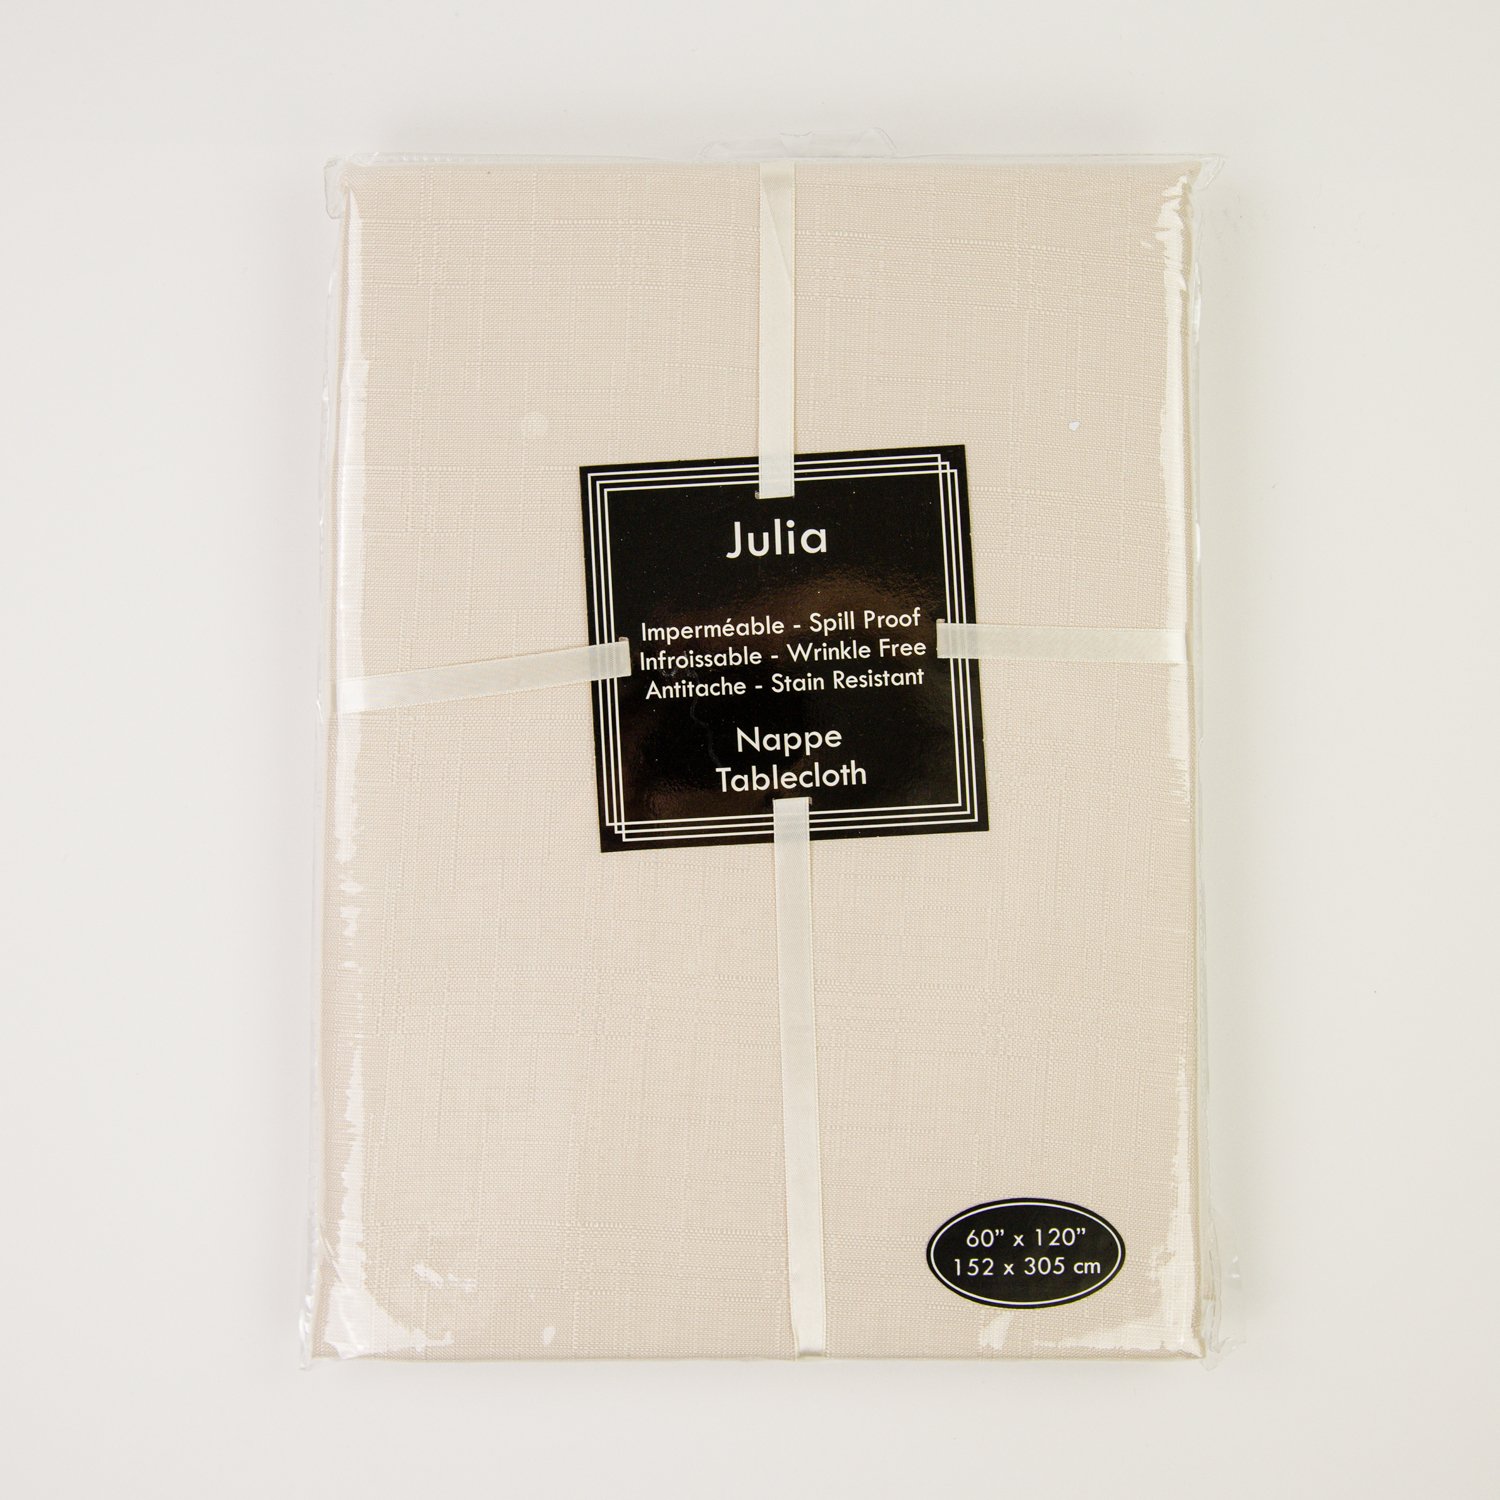 Julia
Imperméable - Spill Proof
Infroissable - Wrinkle Free
Antitache - Stain Resistant
Nappe
Tablecloth
60” x 120”
152 x 305 cm